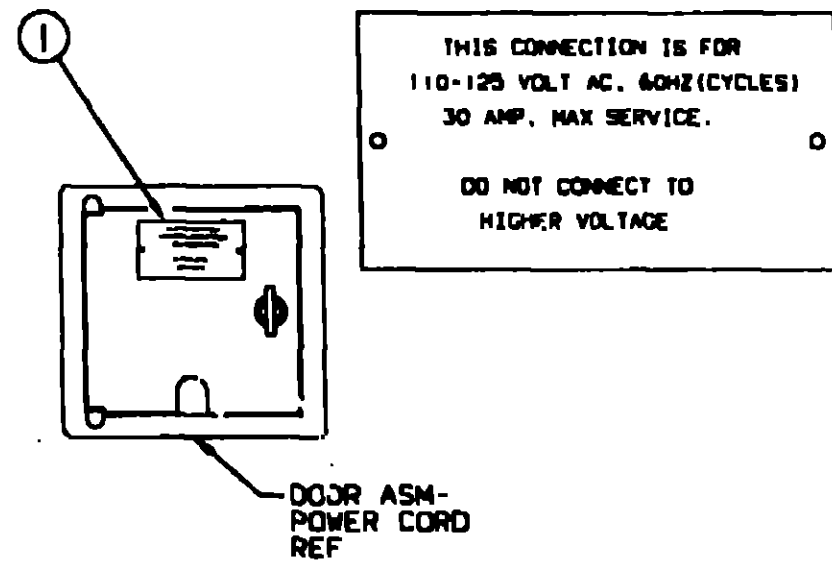 1
THIS CONNECTION IS FOR
110-125 VOLT AC, 60HZ(CYCLES)
30 AMP. MAX SERVICE.
DO NOT CONNECT TO
HIGHER VOLTAGE
DOOR ASM-
POWER CORD
REF